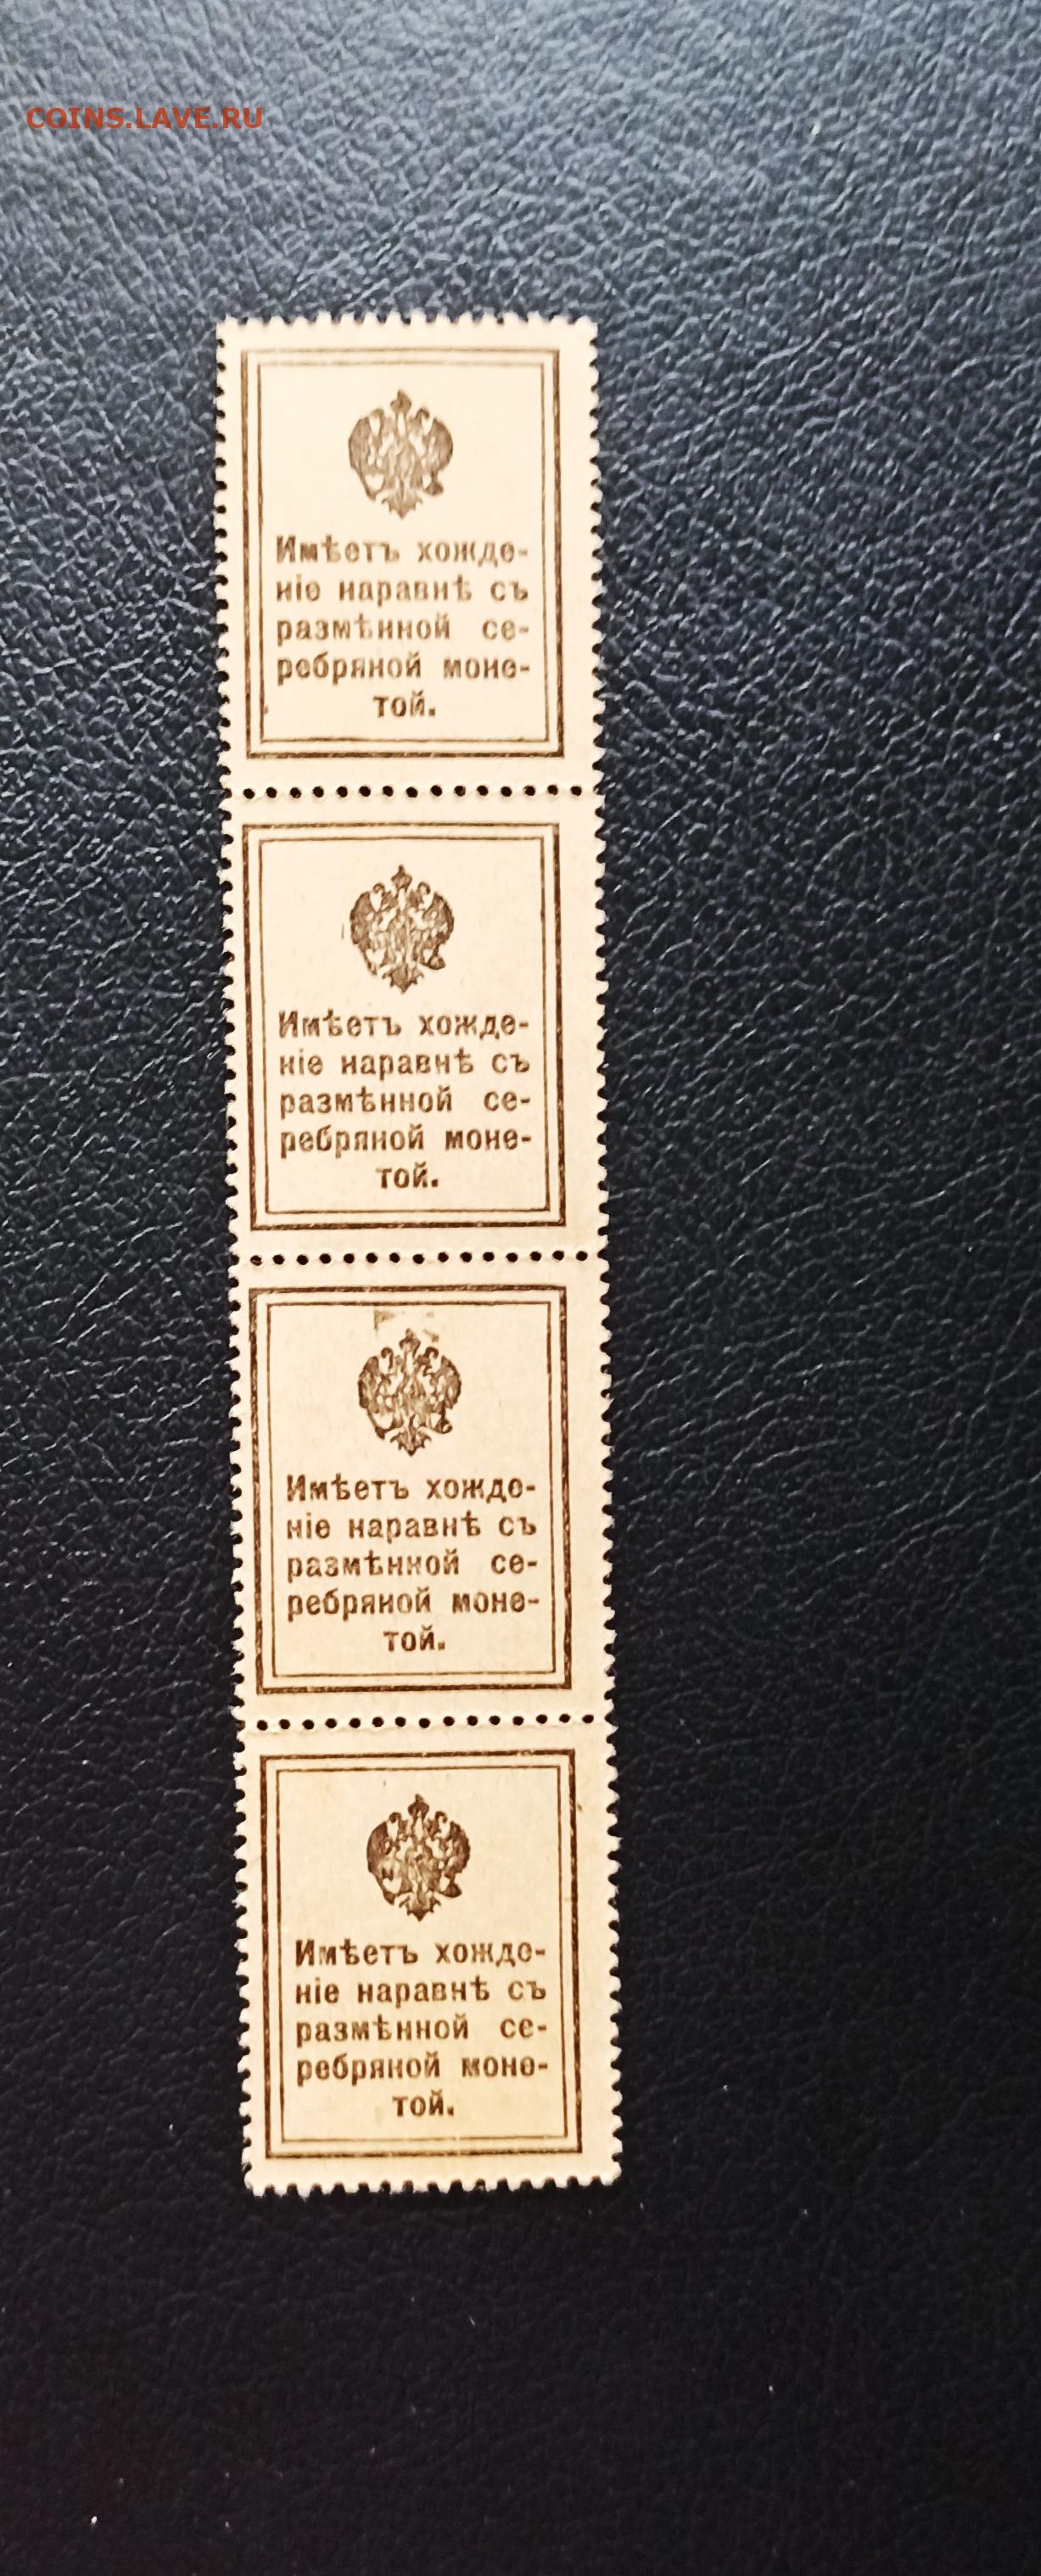 COINS.LAVE.RU
Имѣетъ хожде-
ніе наравнѣ съ
размѣнной се-
ребряной моне-
той.
Имѣетъ хожде-
ніе наравнѣ съ
размѣнной се-
ребряной моне-
той.
Имѣетъ хожде-
ніе наравнѣ съ
размѣнной се-
ребряной моне-
той.
Имѣетъ хожде-
ніе наравнѣ съ
размѣнной се-
ребряной моне-
той.